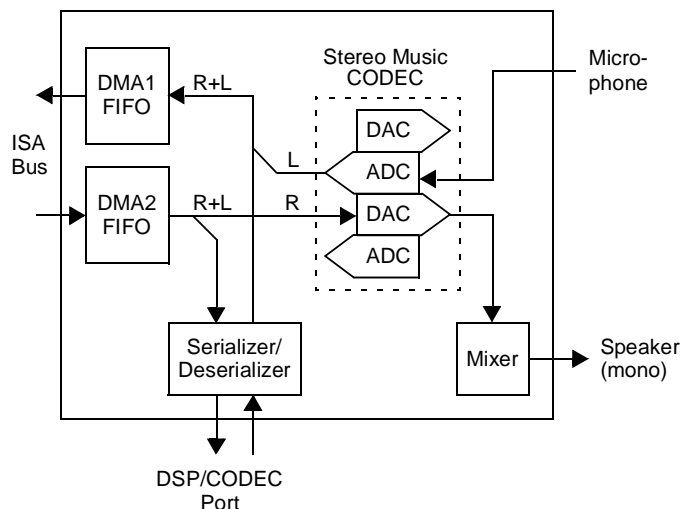 Stereo Music
CODEC
Micro-
phone
DMA1
FIFO
R+L
DAC
ISA
Bus
L
ADC
DMA2
FIFO
R+L
R
DAC
ADC
Serializer/
Deserializer
Mixer
Speaker
(mono)
DSP/CODEC
Port